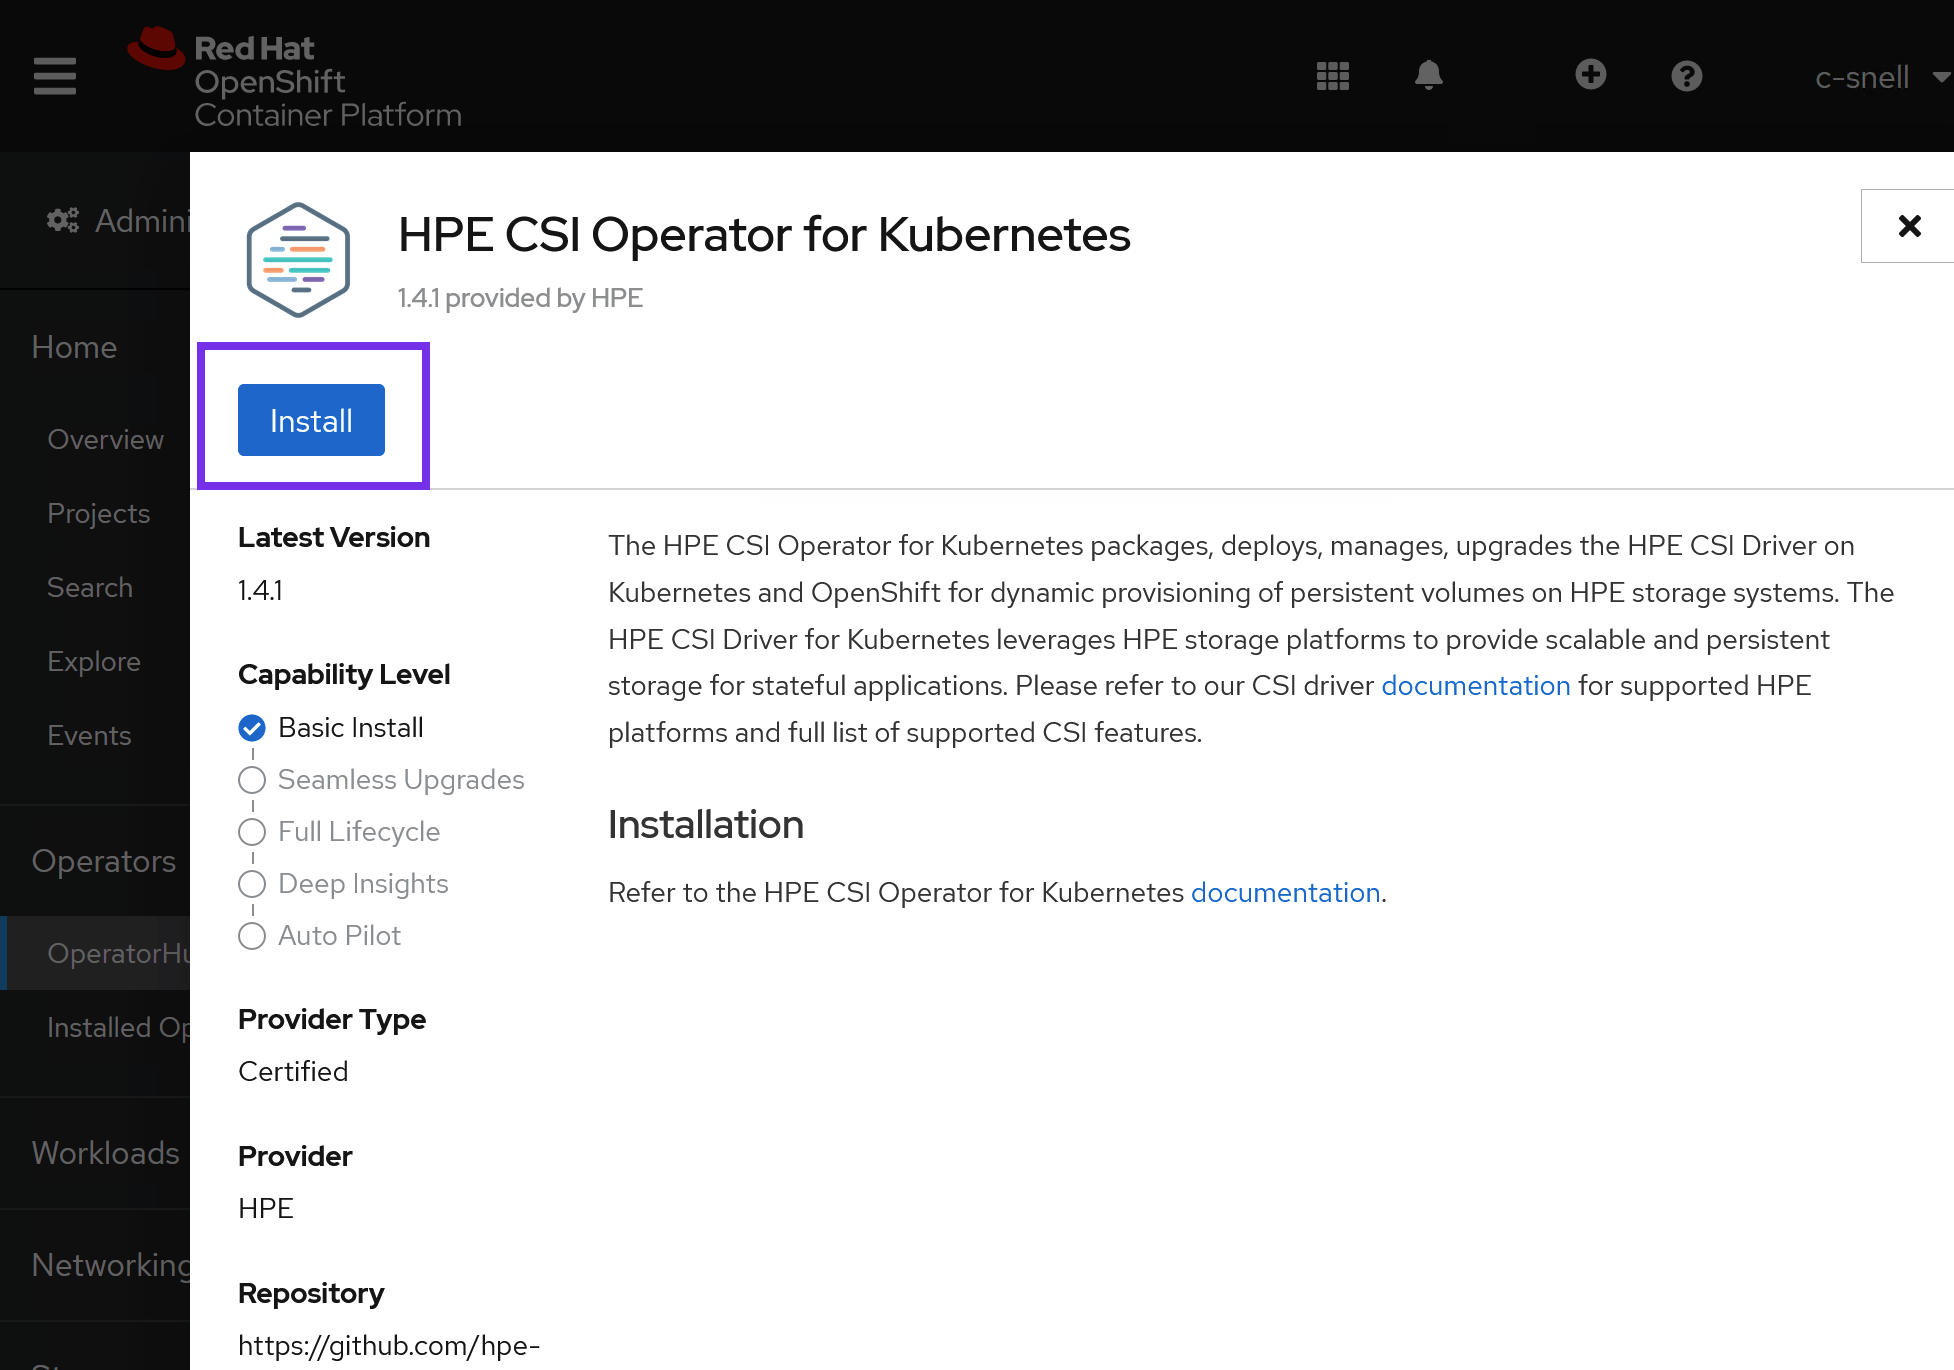 Red Hat
OpenShift
Container Platform
c-snell
Admini
HPE CSI Operator for Kubernetes
1.4.1 provided by HPE
Install
Home
Overview
Projects
Search
Explore
Events
Operators
OperatorHu
Installed Op
Workloads
Networking
Latest Version
1.4.1
Capability Level
Basic Install
Seamless Upgrades
Full Lifecycle
Deep Insights
Auto Pilot
Provider Type
Certified
Provider
HPE
Repository
https://github.com/hpe-
The HPE CSI Operator for Kubernetes packages, deploys, manages, upgrades the HPE CSI Driver on
Kubernetes and OpenShift for dynamic provisioning of persistent volumes on HPE storage systems. The
HPE CSI Driver for Kubernetes leverages HPE storage platforms to provide scalable and persistent
storage for stateful applications. Please refer to our CSI driver documentation for supported HPE
platforms and full list of supported CSI features.
Installation
Refer to the HPE CSI Operator for Kubernetes documentation.